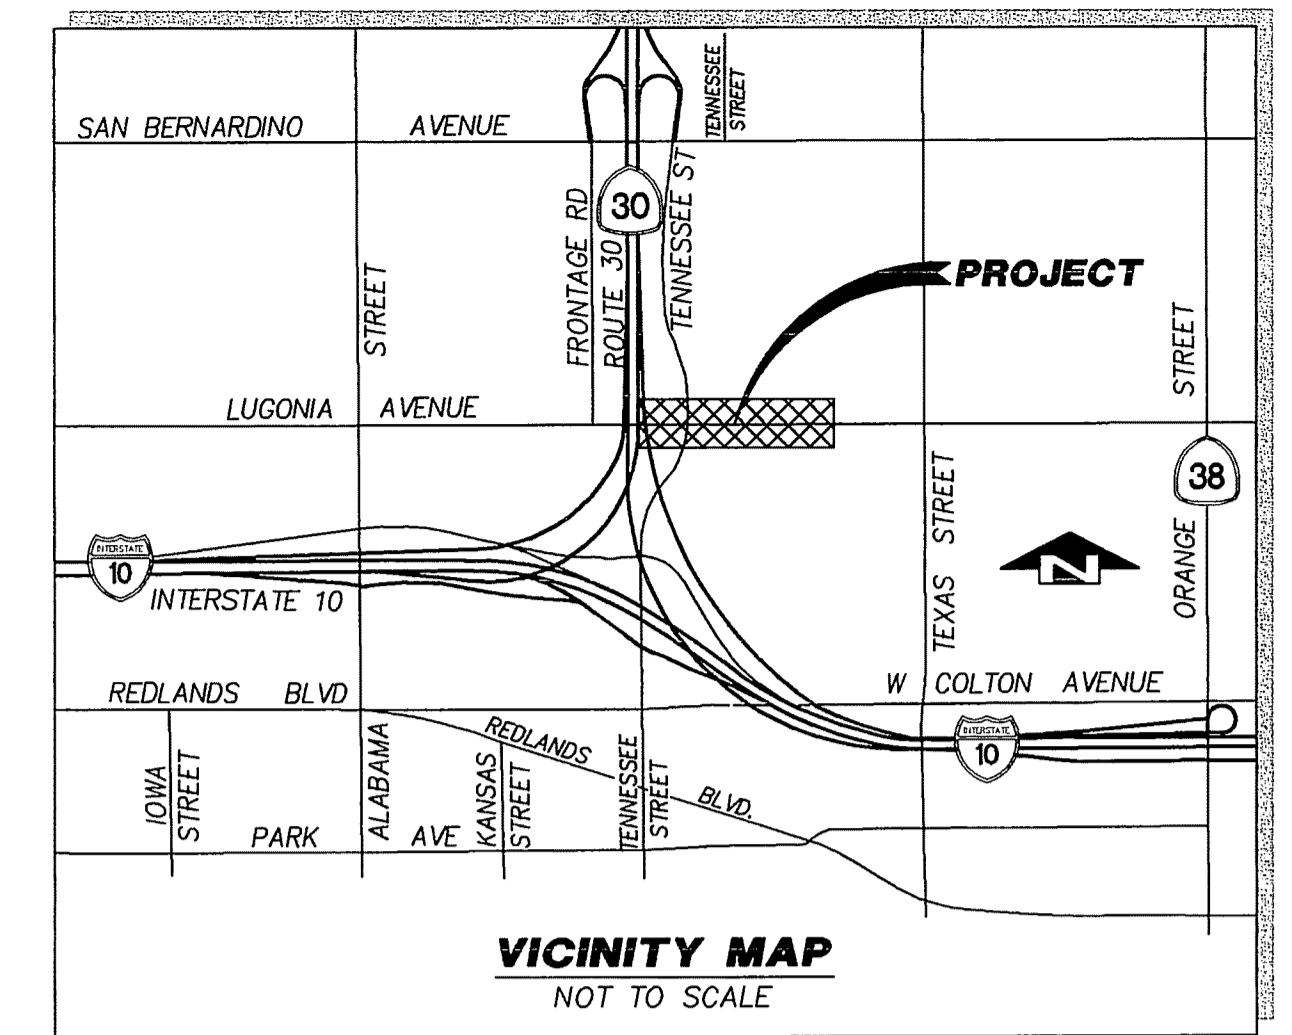 TENNESSEE
STREET
SAN BERNARDINO AVENUE
30
FRONTAGE RD
ROUTE 30
TENNESSEE ST
PROJECT
STREET
STREET
LUGONIA AVENUE
38
TEXAS STREET
ORANGE
N
INTERSTATE
10
INTERSTATE 10
REDLANDS BLVD
W COLTON AVENUE
INTERSTATE
10
IOWA
STREET
ALABAMA
KANSAS
STREET
REDLANDS BLVD.
TENNESSEE
STREET
PARK AVE
VICINITY MAP
NOT TO SCALE